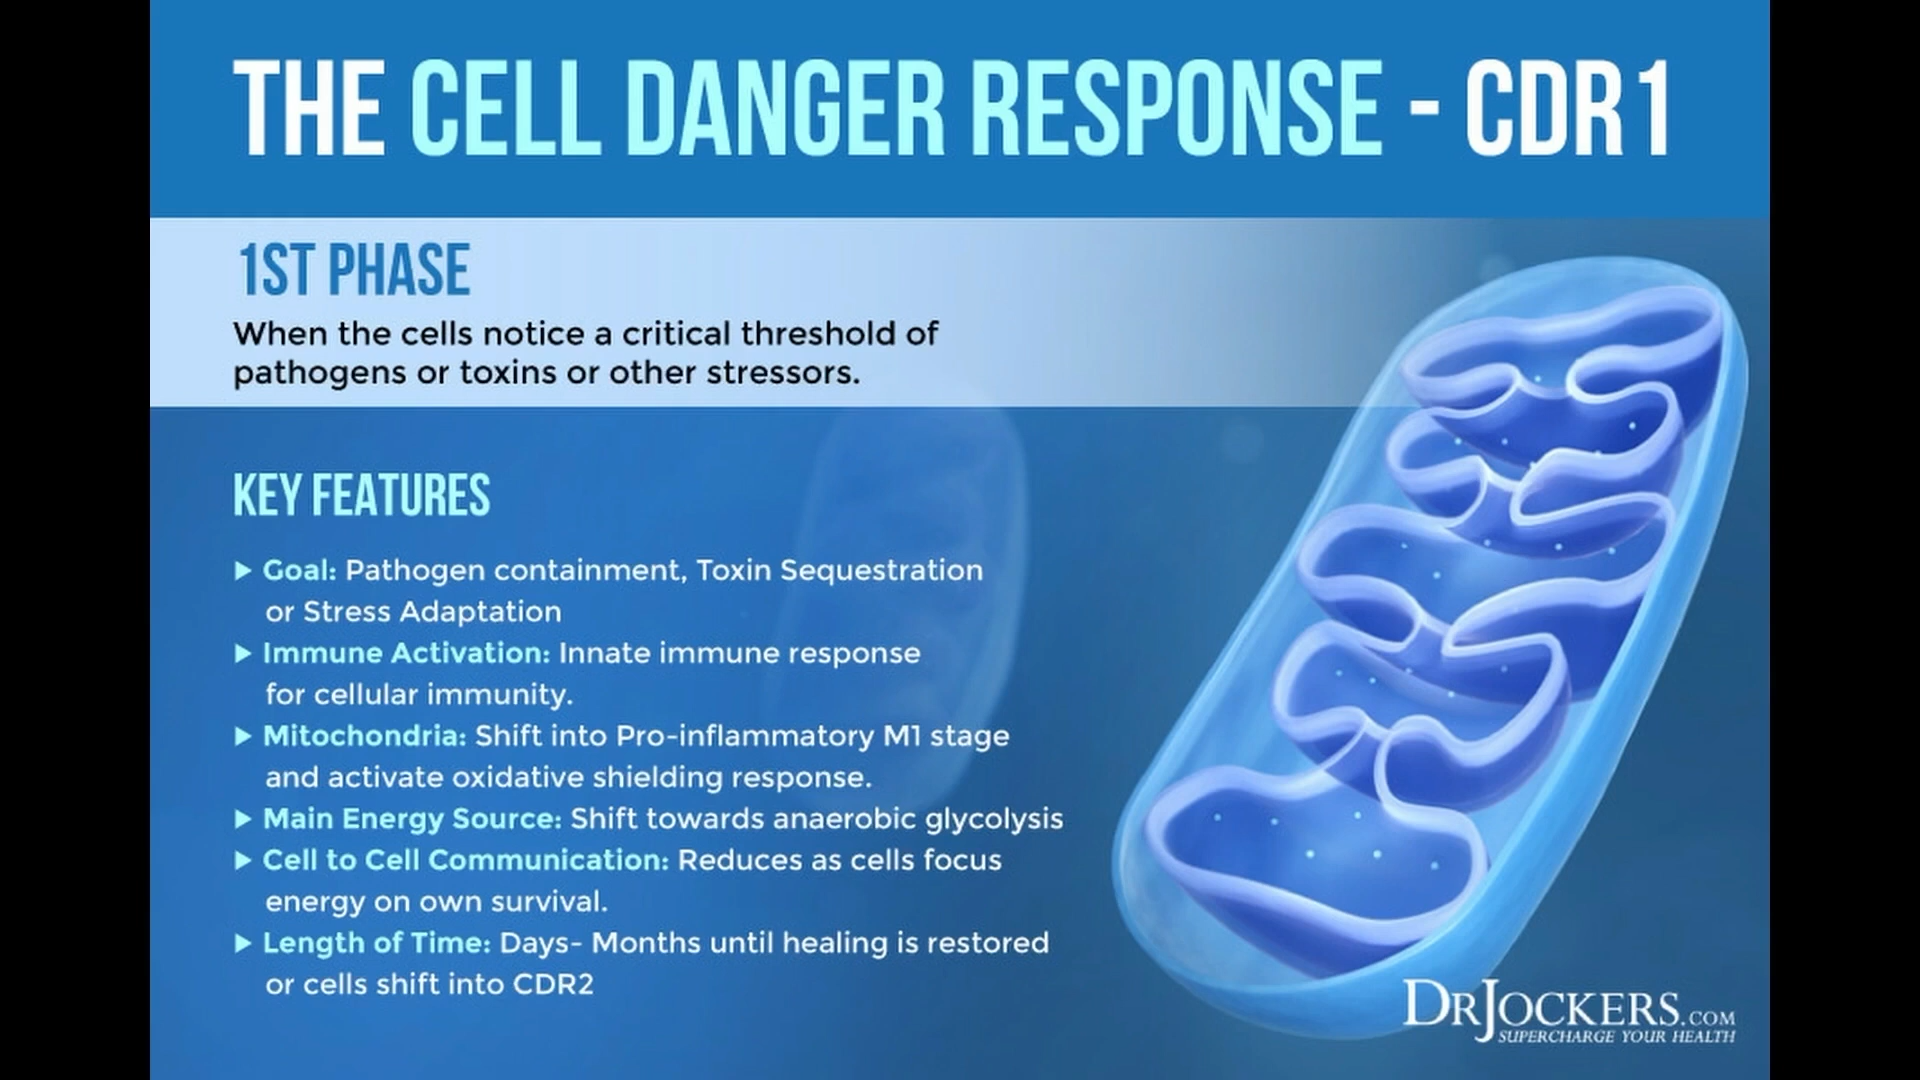 THE CELL DANGER RESPONSE - CDR1
1ST PHASE
When the cells notice a critical threshold of
pathogens or toxins or other stressors.
KEY FEATURES
▶ Goal: Pathogen containment, Toxin Sequestration
or Stress Adaptation
▶ Immune Activation: Innate immune response
for cellular immunity.
▶ Mitochondria: Shift into Pro-inflammatory M1 stage
and activate oxidative shielding response.
▶ Main Energy Source: Shift towards anaerobic glycolysis
▶ Cell to Cell Communication: Reduces as cells focus
energy on own survival.
▶ Length of Time: Days- Months until healing is restored
or cells shift into CDR2
DRJOCKERS.COM
SUPERCHARGE YOUR HEALTH